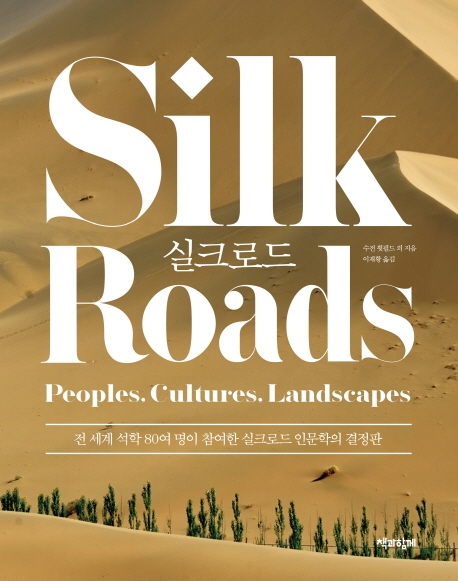 Silk
실크로드
수전 휫필드 외 지음
이재황 옮김
Roads
Peoples. Cultures. Landscapes
전 세계 석학 80여 명이 참여한 실크로드 인문학의 결정판
책과함께